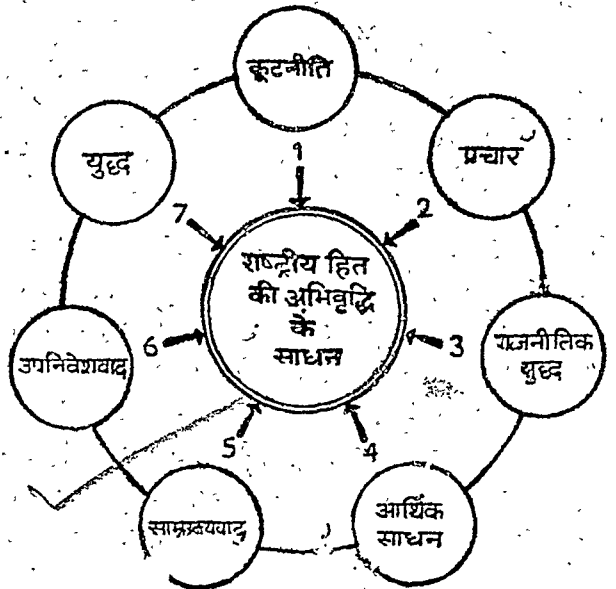 कूटनीति
प्रचार
राजनीतिक
युद्ध
आर्थिक
साधन
साम्राज्यवाद
उपनिवेशवाद
युद्ध
1
2
3
4
5
6
7
राष्ट्रीय हित
की अभिवृद्धि
के
साधन